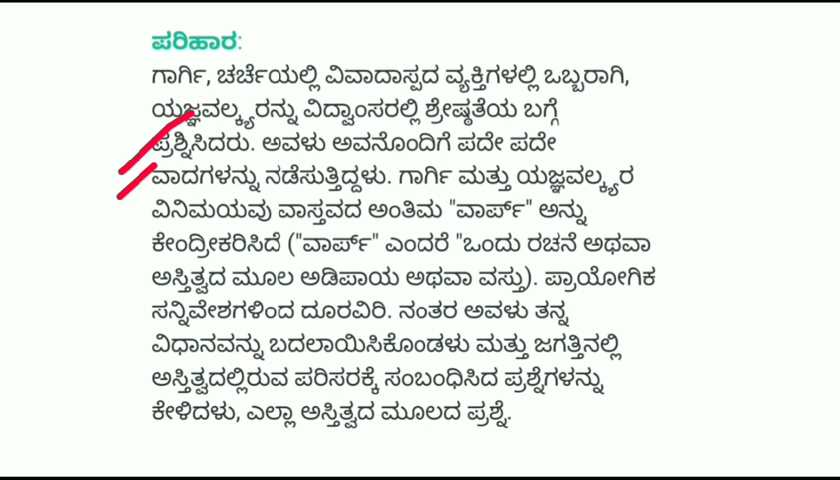 ಪರಿಹಾರ:
ಗಾರ್ಗಿ, ಚರ್ಚೆಯಲ್ಲಿ ವಿವಾದಾಸ್ಪದ ವ್ಯಕ್ತಿಗಳಲ್ಲಿ ಒಬ್ಬರಾಗಿ,
ಯಜ್ಞವಲ್ಕ್ಯರನ್ನು ವಿದ್ವಾಂಸರಲ್ಲಿ ಶ್ರೇಷ್ಠತೆಯ ಬಗ್ಗೆ
ಪ್ರಶ್ನಿಸಿದರು. ಅವಳು ಅವನೊಂದಿಗೆ ಪದೇ ಪದೇ
ವಾದಗಳನ್ನು ನಡೆಸುತ್ತಿದ್ದಳು. ಗಾರ್ಗಿ ಮತ್ತು ಯಜ್ಞವಲ್ಕ್ಯರ
ವಿನಿಮಯವು ವಾಸ್ತವದ ಅಂತಿಮ "ವಾರ್ಪ್" ಅನ್ನು
ಕೇಂದ್ರೀಕರಿಸಿದೆ ("ವಾರ್ಪ್" ಎಂದರೆ "ಒಂದು ರಚನೆ ಅಥವಾ
ಅಸ್ತಿತ್ವದ ಮೂಲ ಅಡಿಪಾಯ ಅಥವಾ ವಸ್ತು). ಪ್ರಾಯೋಗಿಕ
ಸನ್ನಿವೇಶಗಳಿಂದ ದೂರವಿರಿ. ನಂತರ ಅವಳು ತನ್ನ
ವಿಧಾನವನ್ನು ಬದಲಾಯಿಸಿಕೊಂಡಳು ಮತ್ತು ಜಗತ್ತಿನಲ್ಲಿ
ಅಸ್ತಿತ್ವದಲ್ಲಿರುವ ಪರಿಸರಕ್ಕೆ ಸಂಬಂಧಿಸಿದ ಪ್ರಶ್ನೆಗಳನ್ನು
ಕೇಳಿದಳು, ಎಲ್ಲಾ ಅಸ್ತಿತ್ವದ ಮೂಲದ ಪ್ರಶ್ನೆ.